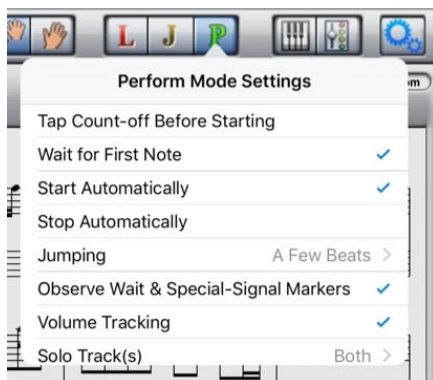 L J P
Perform Mode Settings
Tap Count-off Before Starting
Wait for First Note
Start Automatically
Stop Automatically
Jumping A Few Beats >
Observe Wait & Special-Signal Markers
Volume Tracking
Solo Track(s) Both >